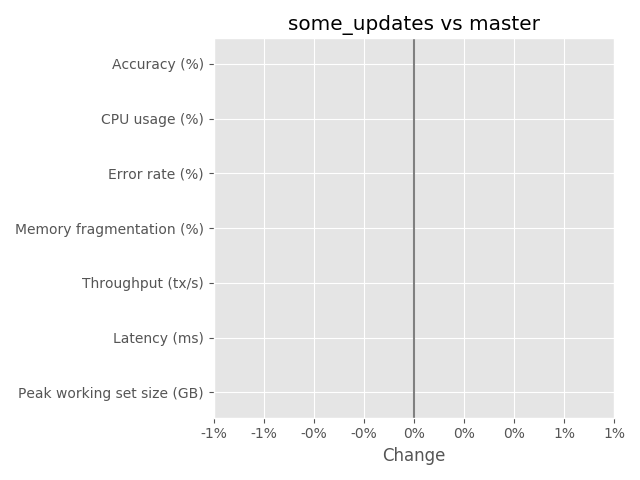 some_updates vs master
Accuracy (%)
CPU usage (%)
Error rate (%)
Memory fragmentation (%)
Throughput (tx/s)
Latency (ms)
Peak working set size (GB)
-1% -1% -0% -0% 0% 0% 0% 1% 1%
Change